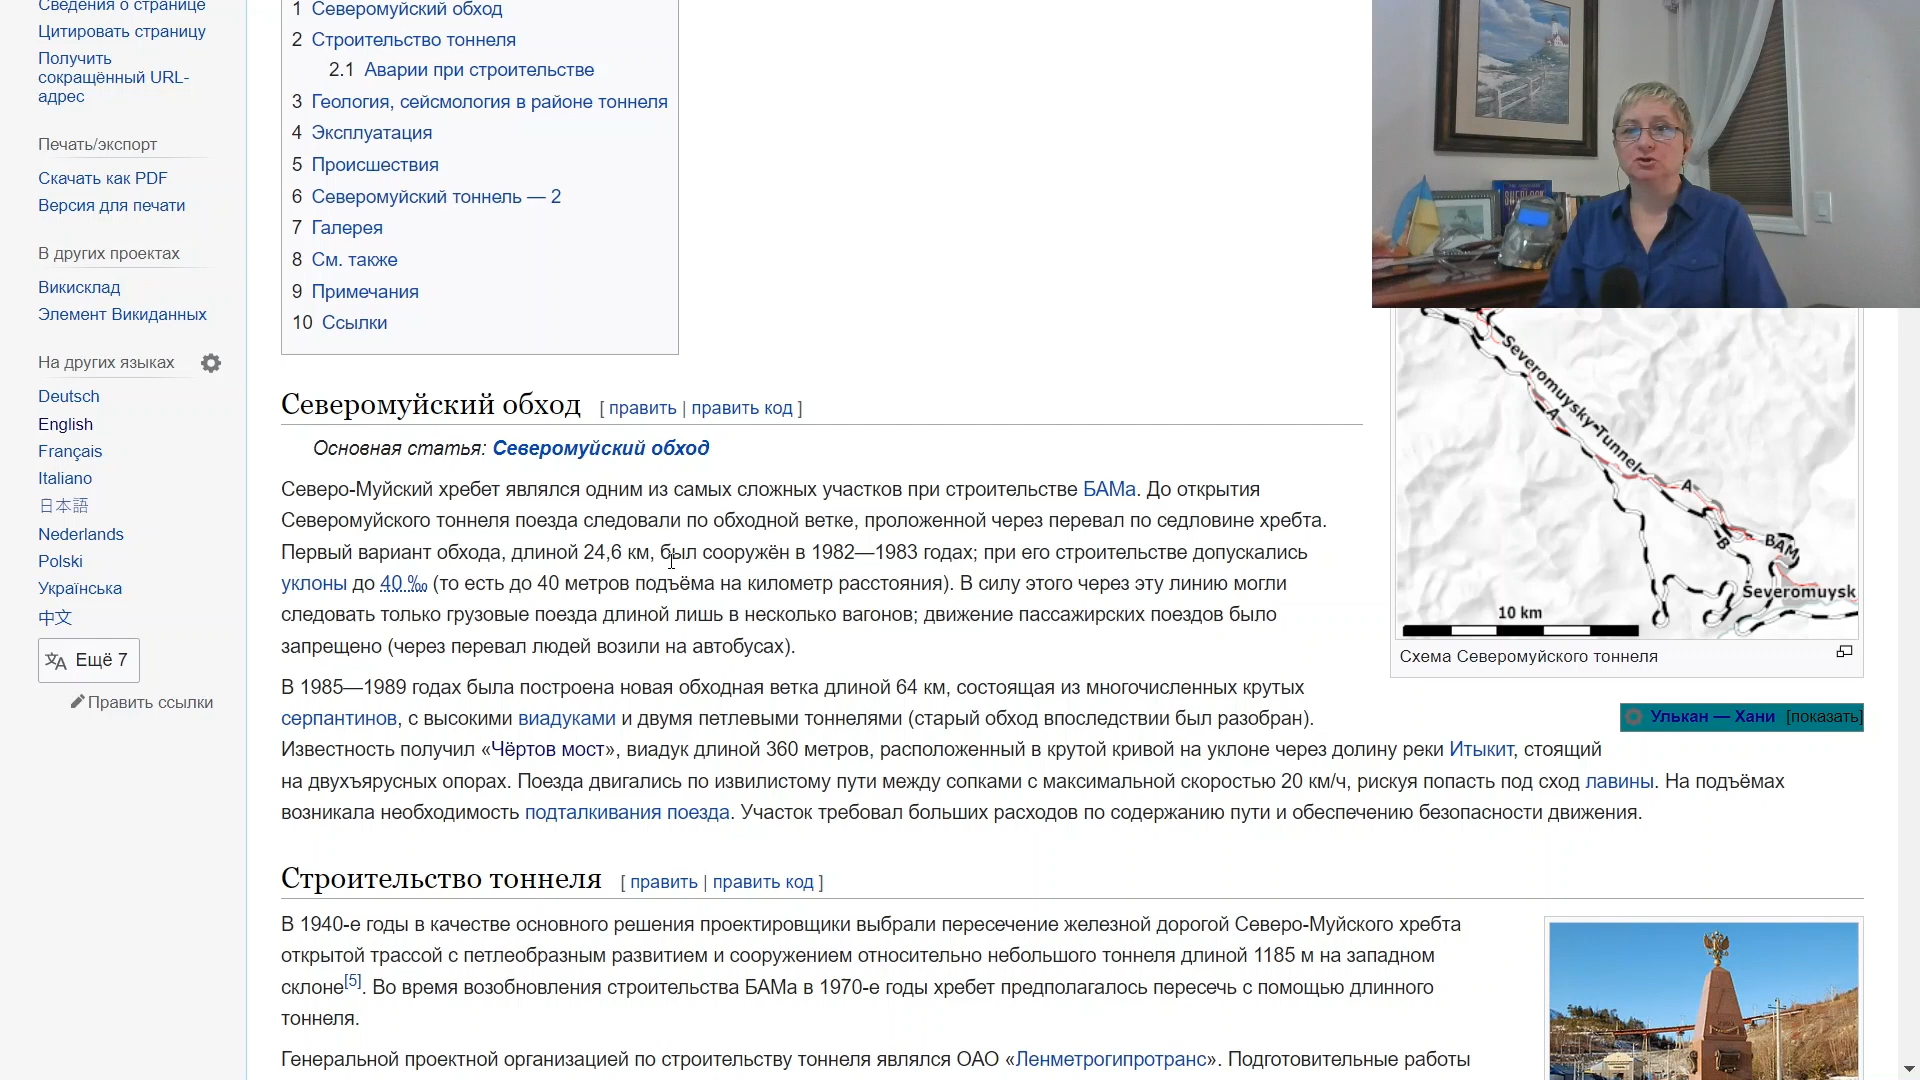 Сведения о странице
Цитировать страницу
Получить
сокращённый URL-
адрес
Печать/экспорт
Скачать как PDF
Версия для печати
В других проектах
Викисклад
Элемент Викиданных
На других языках
Deutsch
English
Français
Italiano
日本語
Nederlands
Polski
Українська
中文
Ещё 7
Править ссылки
1 Северомуйский обход
2 Строительство тоннеля
2.1 Аварии при строительстве
3 Геология, сейсмология в районе тоннеля
4 Эксплуатация
5 Происшествия
6 Северомуйский тоннель — 2
7 Галерея
8 См. также
9 Примечания
10 Ссылки
Северомуйский обход [ править | править код ]
Основная статья: Северомуйский обход
Северо-Муйский хребет являлся одним из самых сложных участков при строительстве БАМа. До открытия
Северомуйского тоннеля поезда следовали по обходной ветке, проложенной через перевал по седловине хребта.
Первый вариант обхода, длиной 24,6 км, был сооружён в 1982—1983 годах; при его строительстве допускались
уклоны до 40 ‰ (то есть до 40 метров подъёма на километр расстояния). В силу этого через эту линию могли
следовать только грузовые поезда длиной лишь в несколько вагонов; движение пассажирских поездов было
запрещено (через перевал людей возили на автобусах).
В 1985—1989 годах была построена новая обходная ветка длиной 64 км, состоящая из многочисленных крутых
серпантинов, с высокими виадуками и двумя петлевыми тоннелями (старый обход впоследствии был разобран).
Известность получил «Чёртов мост», виадук длиной 360 метров, расположенный в крутой кривой на уклоне через долину реки Итыкит, стоящий
на двухъярусных опорах. Поезда двигались по извилистому пути между сопками с максимальной скоростью 20 км/ч, рискуя попасть под сход лавины. На подъёмах
возникала необходимость подталкивания поезда. Участок требовал больших расходов по содержанию пути и обеспечению безопасности движения.
Строительство тоннеля [ править | править код ]
В 1940-е годы в качестве основного решения проектировщики выбрали пересечение железной дорогой Северо-Муйского хребта
открытой трассой с петлеобразным развитием и сооружением относительно небольшого тоннеля длиной 1185 м на западном
склоне[5]. Во время возобновления строительства БАМа в 1970-е годы хребет предполагалось пересечь с помощью длинного
тоннеля.
Генеральной проектной организацией по строительству тоннеля являлся ОАО «Ленметрогипротранс». Подготовительные работы
SHERLOCK
Severomuysky-Tunnel
A
A
B
BAM
Severomuysk
10 km
Схема Северомуйского тоннеля
Улькан — Хани [показать]